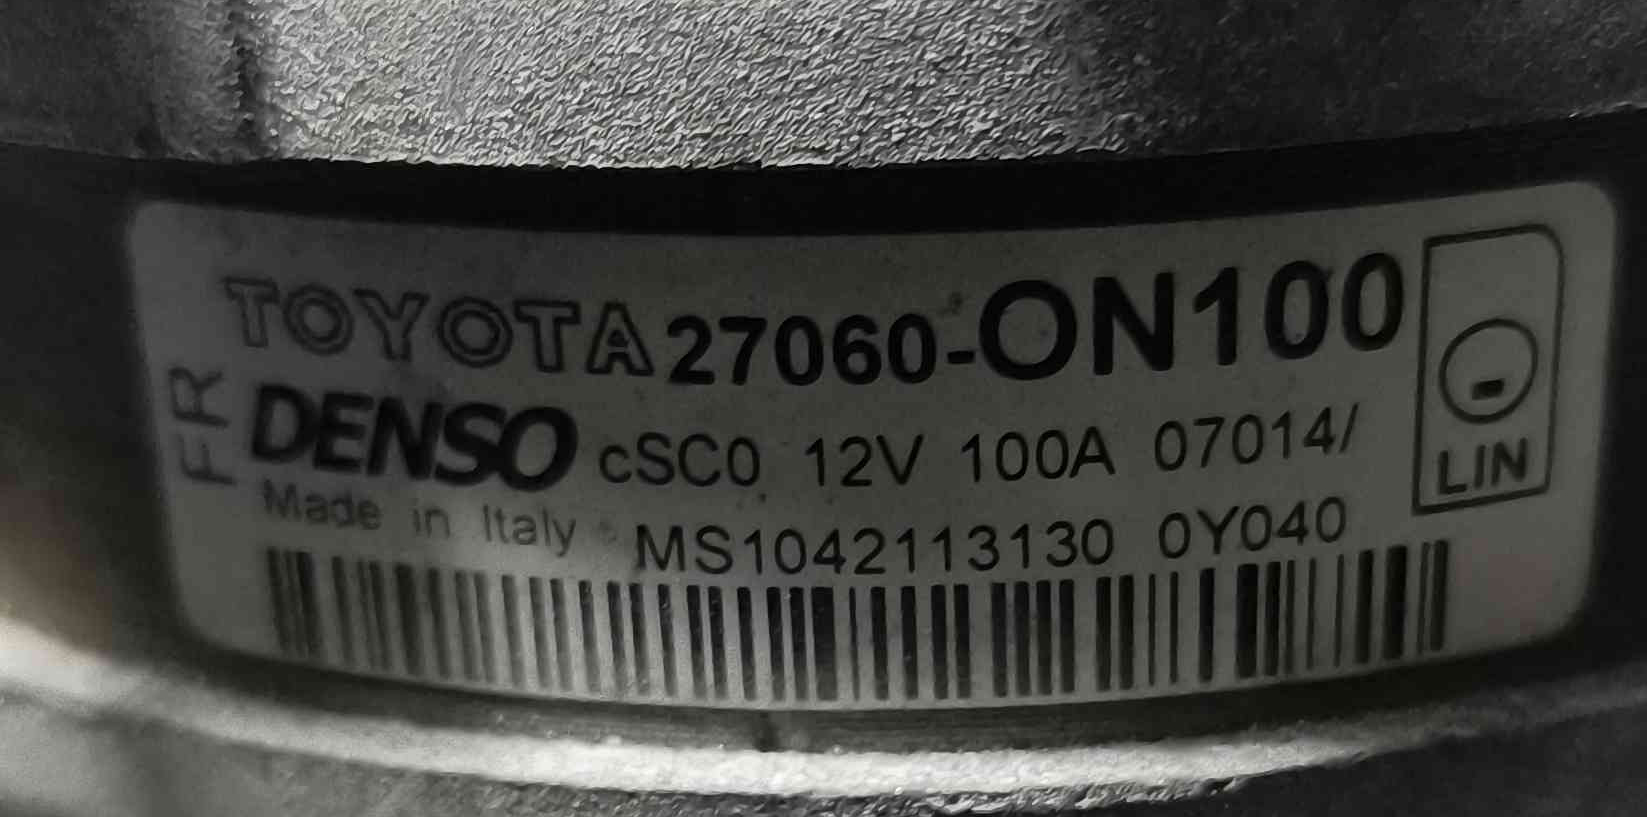 TOYOTA 27060-0N100
FR
DENSO cSC0 12V 100A 07014/
LIN
Made in Italy MS1042113130 0Y040